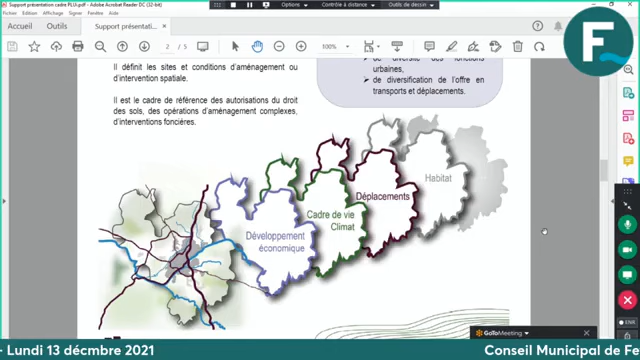 Support présentation cadre PLUi.pdf - Adobe Acrobat Reader DC (32-bit)
Fichier Edition Affichage Signer Fenêtre Aide
Options
Contrôle à distance
Outils de dessin
Accueil
Outils
Support présentati...
2 / 5
100%
Il définit les sites et conditions d'aménagement ou
d'intervention spatiale.
Il est le cadre de référence des autorisations du droit
des sols, des opérations d'aménagement complexes,
d'interventions foncières.
de diversité des fonctions
urbaines,
de diversification de l'offre en
transports et déplacements.
F
Habitat
Déplacements
Cadre de vie
Climat
Développement
économique
GoToMeeting
- Lundi 13 décmbre 2021
Conseil Municipal de Fe